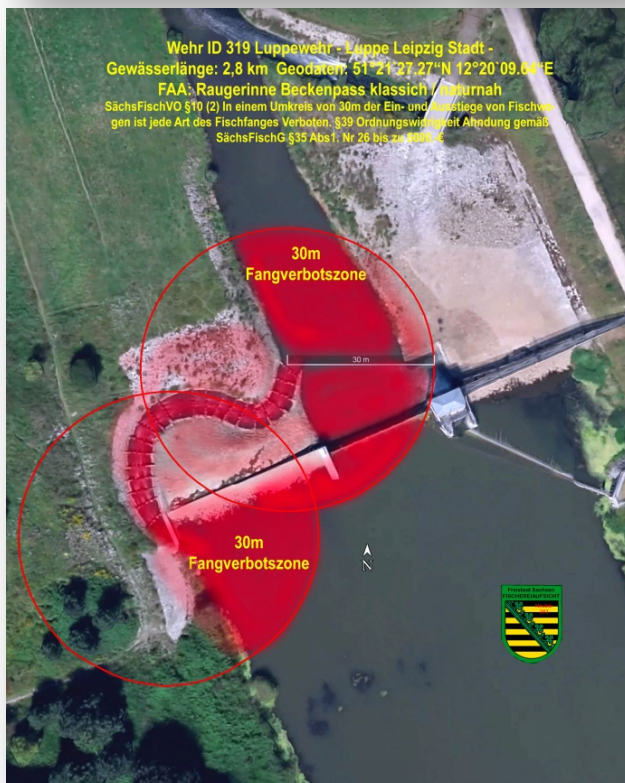 Wehr ID 319 Luppewehr - Luppe Leipzig Stadt -
Gewässerlänge: 2,8 km Geodaten: 51°21`27.27“N 12°20`09.64“E
FAA: Raugerinne Beckenpass klassich / naturnah
SächsFischVO §10 (2) In einem Umkreis von 30m der Ein- und Ausstiege von Fischwe-
gen ist jede Art des Fischfanges Verboten. §39 Ordnungswidrigkeit Ahndung gemäß
SächsFischG §35 Abs1. Nr 26 bis zu
30m
Fangverbotszone
30 m
30m
Fangverbotszone
N
Freistaat Sachsen
FISCHEREIAUFSICHT